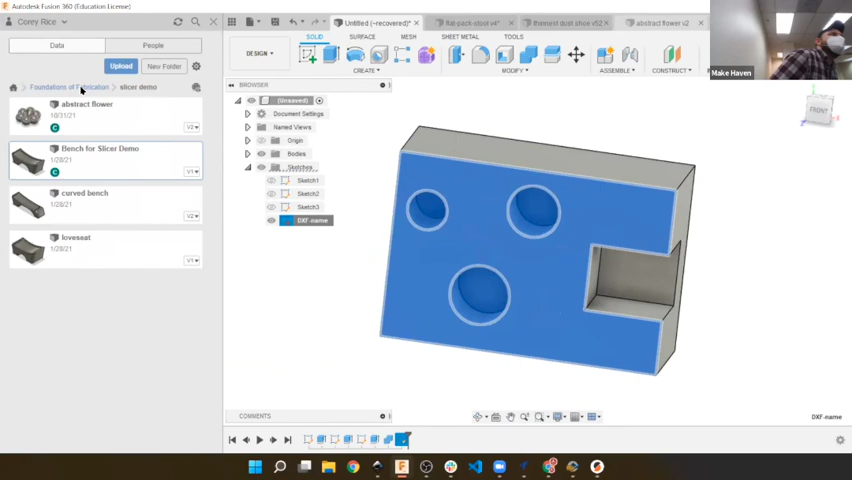 Autodesk Fusion 360 (Education License)
Corey Rice
Data
People
Upload
New Folder
Foundations of Fabrication > slicer demo
abstract flower
10/31/21
V2
Bench for Slicer Demo
1/28/21
V1
curved bench
1/28/21
V2
loveseat
1/28/21
V1
Untitled (~recovered)*
flat-pack-stool v4*
thinnest dust shoe v52
abstract flower v2
DESIGN
SOLID
SURFACE
MESH
SHEET METAL
TOOLS
CREATE
MODIFY
ASSEMBLE
CONSTRUCT
BROWSER
(Unsaved)
Document Settings
Named Views
Origin
Bodies
Sketches
Sketch1
Sketch2
Sketch3
DXF-name
COMMENTS
Make Haven
FRONT
Z
X
DXF-name